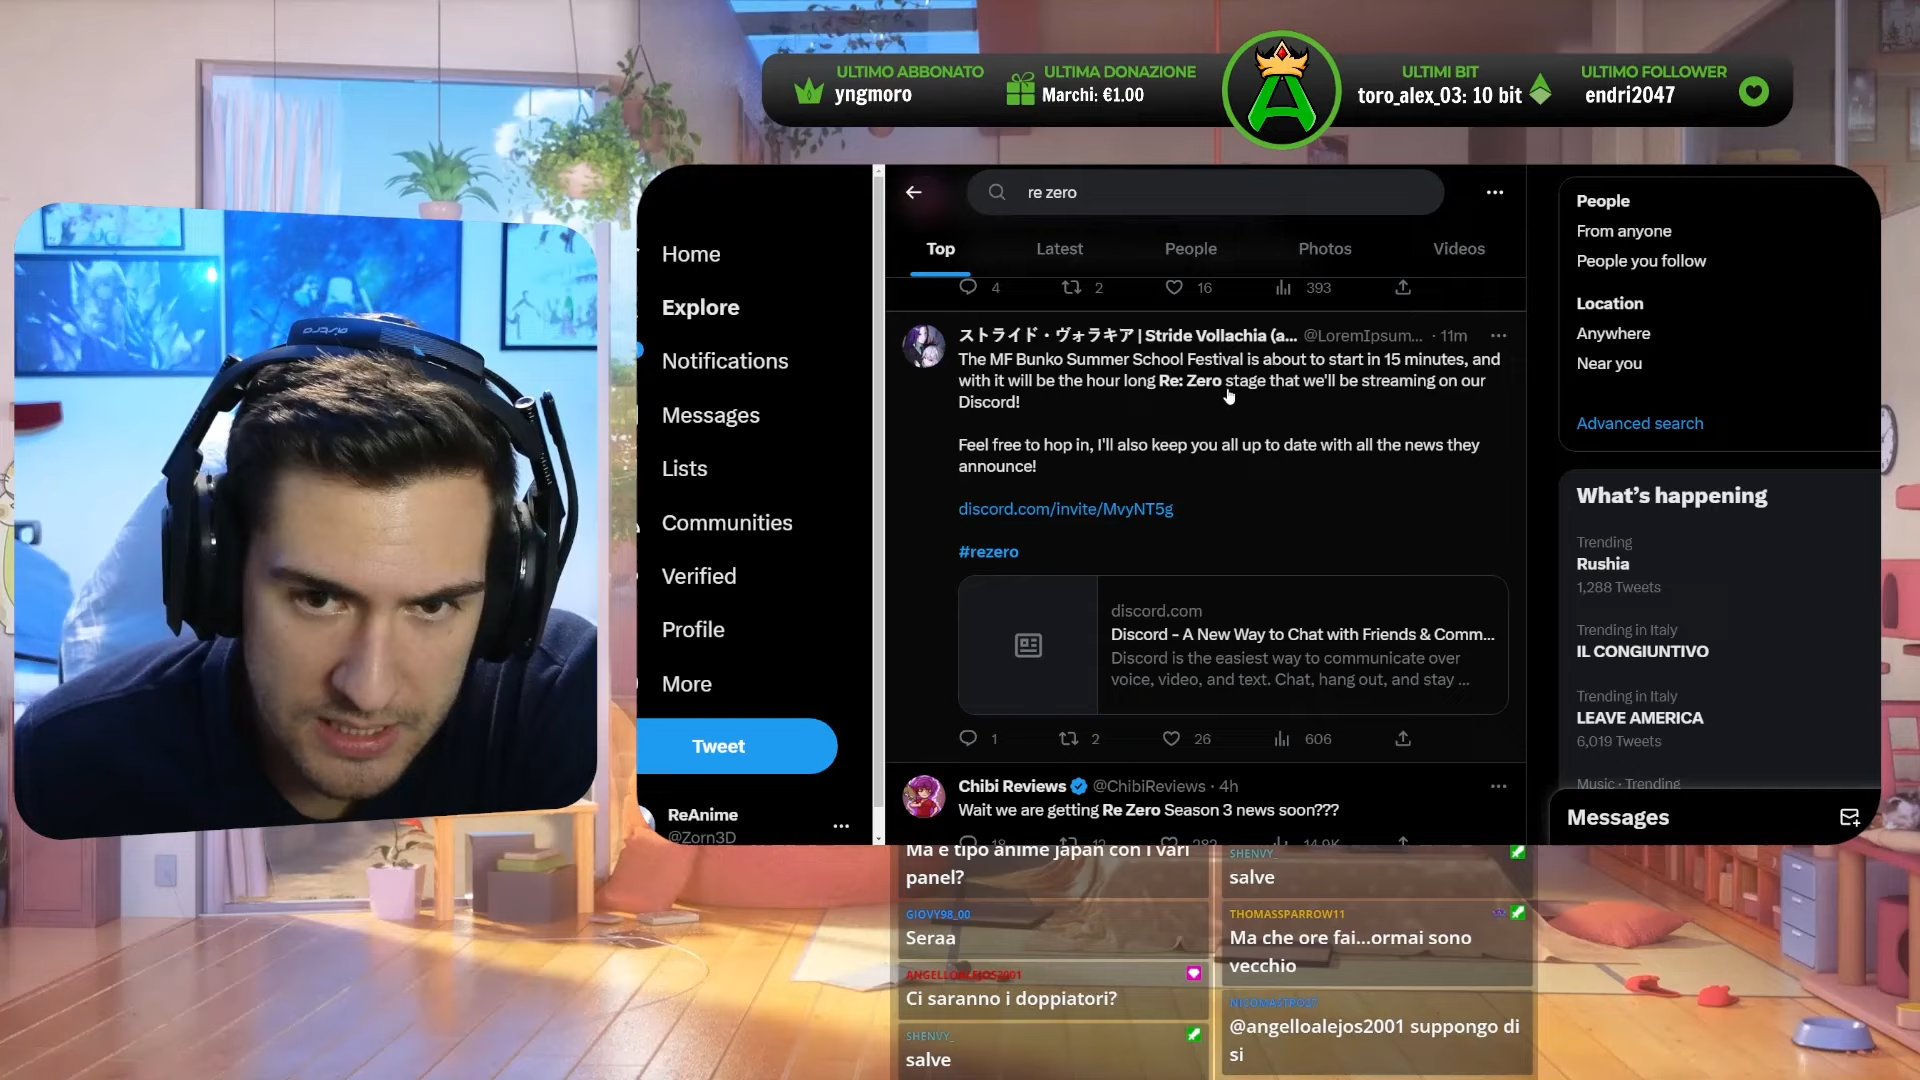 ULTIMO ABBONATO
yngmoro
ULTIMA DONAZIONE
Marchi: €1.00
A
ULTIMI BIT
toro_alex_03: 10 bit
ULTIMO FOLLOWER
endri2047
ASTRO
Home
Explore
Notifications
Messages
Lists
Communities
Verified
Profile
More
Tweet
ReAnime
@Zorn3D
re zero
Top
Latest
People
Photos
Videos
4
2
16
393
ストライド・ヴォラキア | Stride Vollachia (a... @LoremIpsum... · 11m
The MF Bunko Summer School Festival is about to start in 15 minutes, and
with it will be the hour long Re: Zero stage that we'll be streaming on our
Discord!
Feel free to hop in, I'll also keep you all up to date with all the news they
announce!
discord.com/invite/MvyNT5g
#rezero
discord.com
Discord - A New Way to Chat with Friends & Comm...
Discord is the easiest way to communicate over
voice, video, and text. Chat, hang out, and stay ...
1
2
26
606
Chibi Reviews @ChibiReviews · 4h
Wait we are getting Re Zero Season 3 news soon???
People
From anyone
People you follow
Location
Anywhere
Near you
Advanced search
What's happening
Trending
Rushia
1,288 Tweets
Trending in Italy
IL CONGIUNTIVO
Trending in Italy
LEAVE AMERICA
6,019 Tweets
Music · Trending
Messages
Ma e tipo anime japan con i vari
panel?
GIOVY98_00
Seraa
ANGELLOALEJOS2001
Ci saranno i doppiatori?
SHENVY_
salve
SHENVY_
salve
THOMASSPARROW11
Ma che ore fai...ormai sono
vecchio
@angelloalejos2001 suppongo di
si